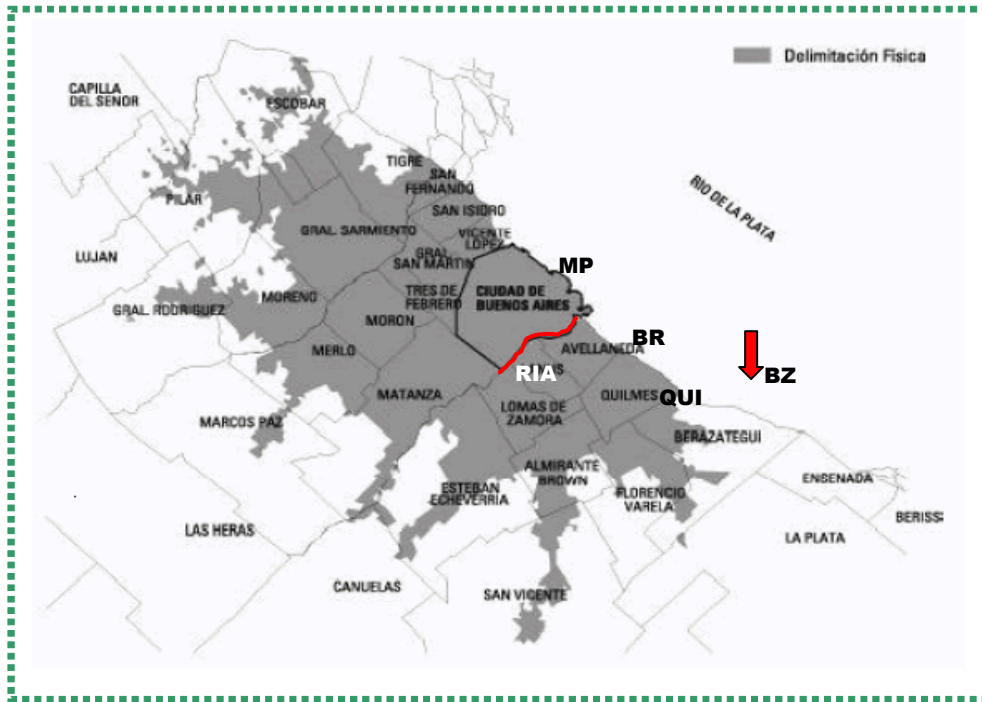 Delimitación Física
CAPILLA
DEL SENOR
ESCOBAR
TIGRE
SAN
FERNANDO
PILAR
RIO DE LA PLATA
SAN ISIDRO
GRAL. SARMIENTO
VICENTE
LOPEZ
LUJAN
GRAL.
SAN MARTIN
MP
CIUDAD DE
BUENOS AIRES
TRES DE
FEBRERO
MORENO
GRAL. RODRIGUEZ
MORON
BR
AVELLANEDA
MERLO
RIA
BZ
MATANZA
QUILMES
QUI
LOMAS DE
ZAMORA
MARCOS PAZ
BERAZATEGUI
ALMIRANTE
BROWN
ENSENADA
ESTEBAN
ECHEVERRIA
FLORENCIO
VARELA
BERISS
LAS HERAS
LA PLATA
CANUELAS
SAN VICENTE